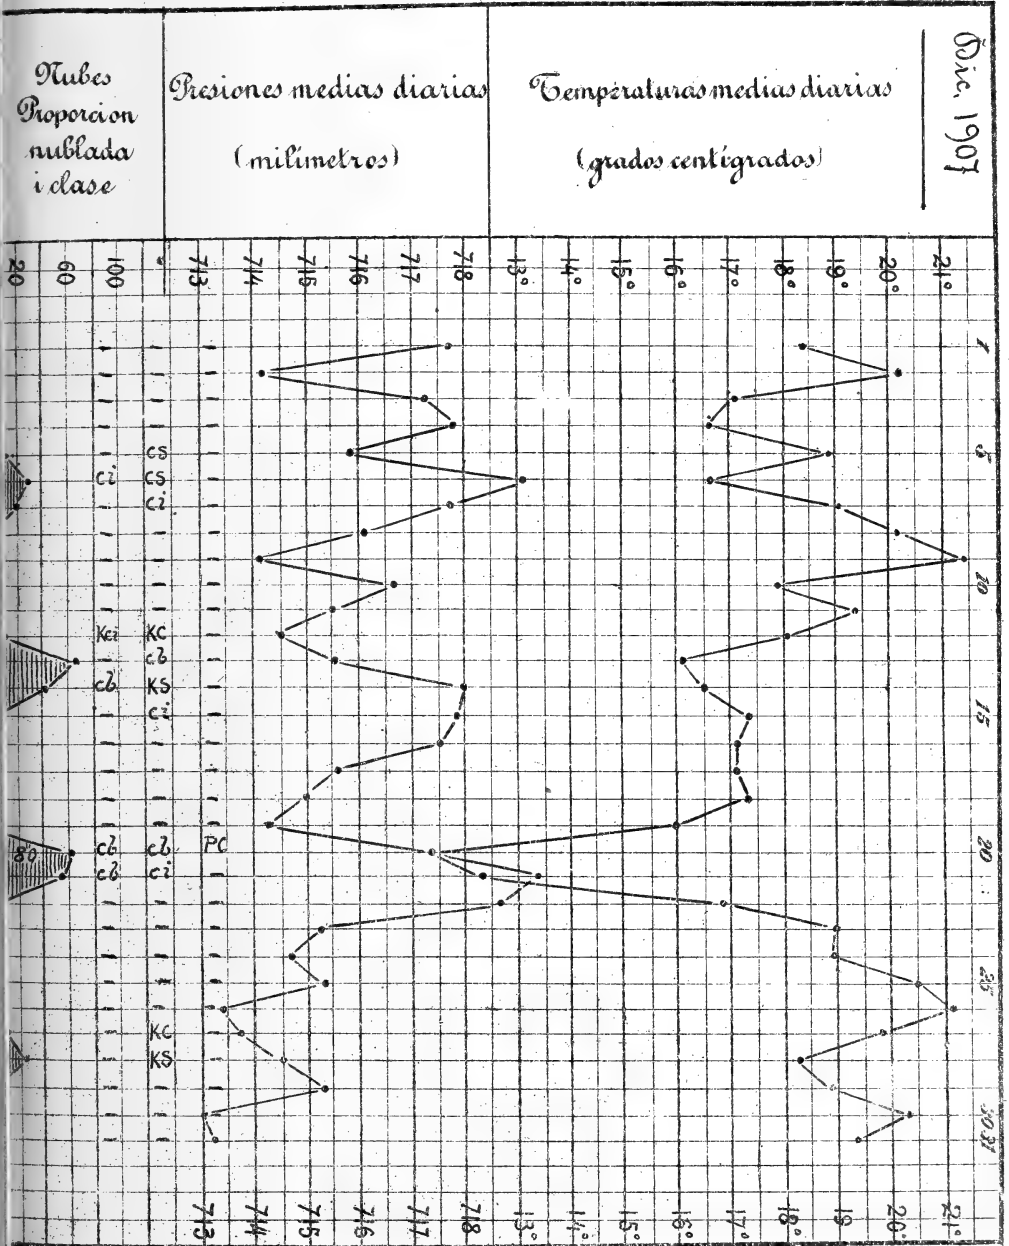 Dic. 1907
Nubes
Proporcion
nublada
i clase
Presiones medias diarias
(milímetros)
Temperaturas medias diarias
(grados centígrados)
20 60 100 713 714 715 716 717 718 13° 14° 15° 16° 17° 18° 19° 20° 21°
1
cs 5
ci cs
ci
10
Kci KC
cb
cb KS
ci 15
0.8 cb cb PC 20
cb ci
25
KC
KS
30 31
713 714 715 716 717 718 13° 14° 15° 16° 17° 18° 19 20° 21°